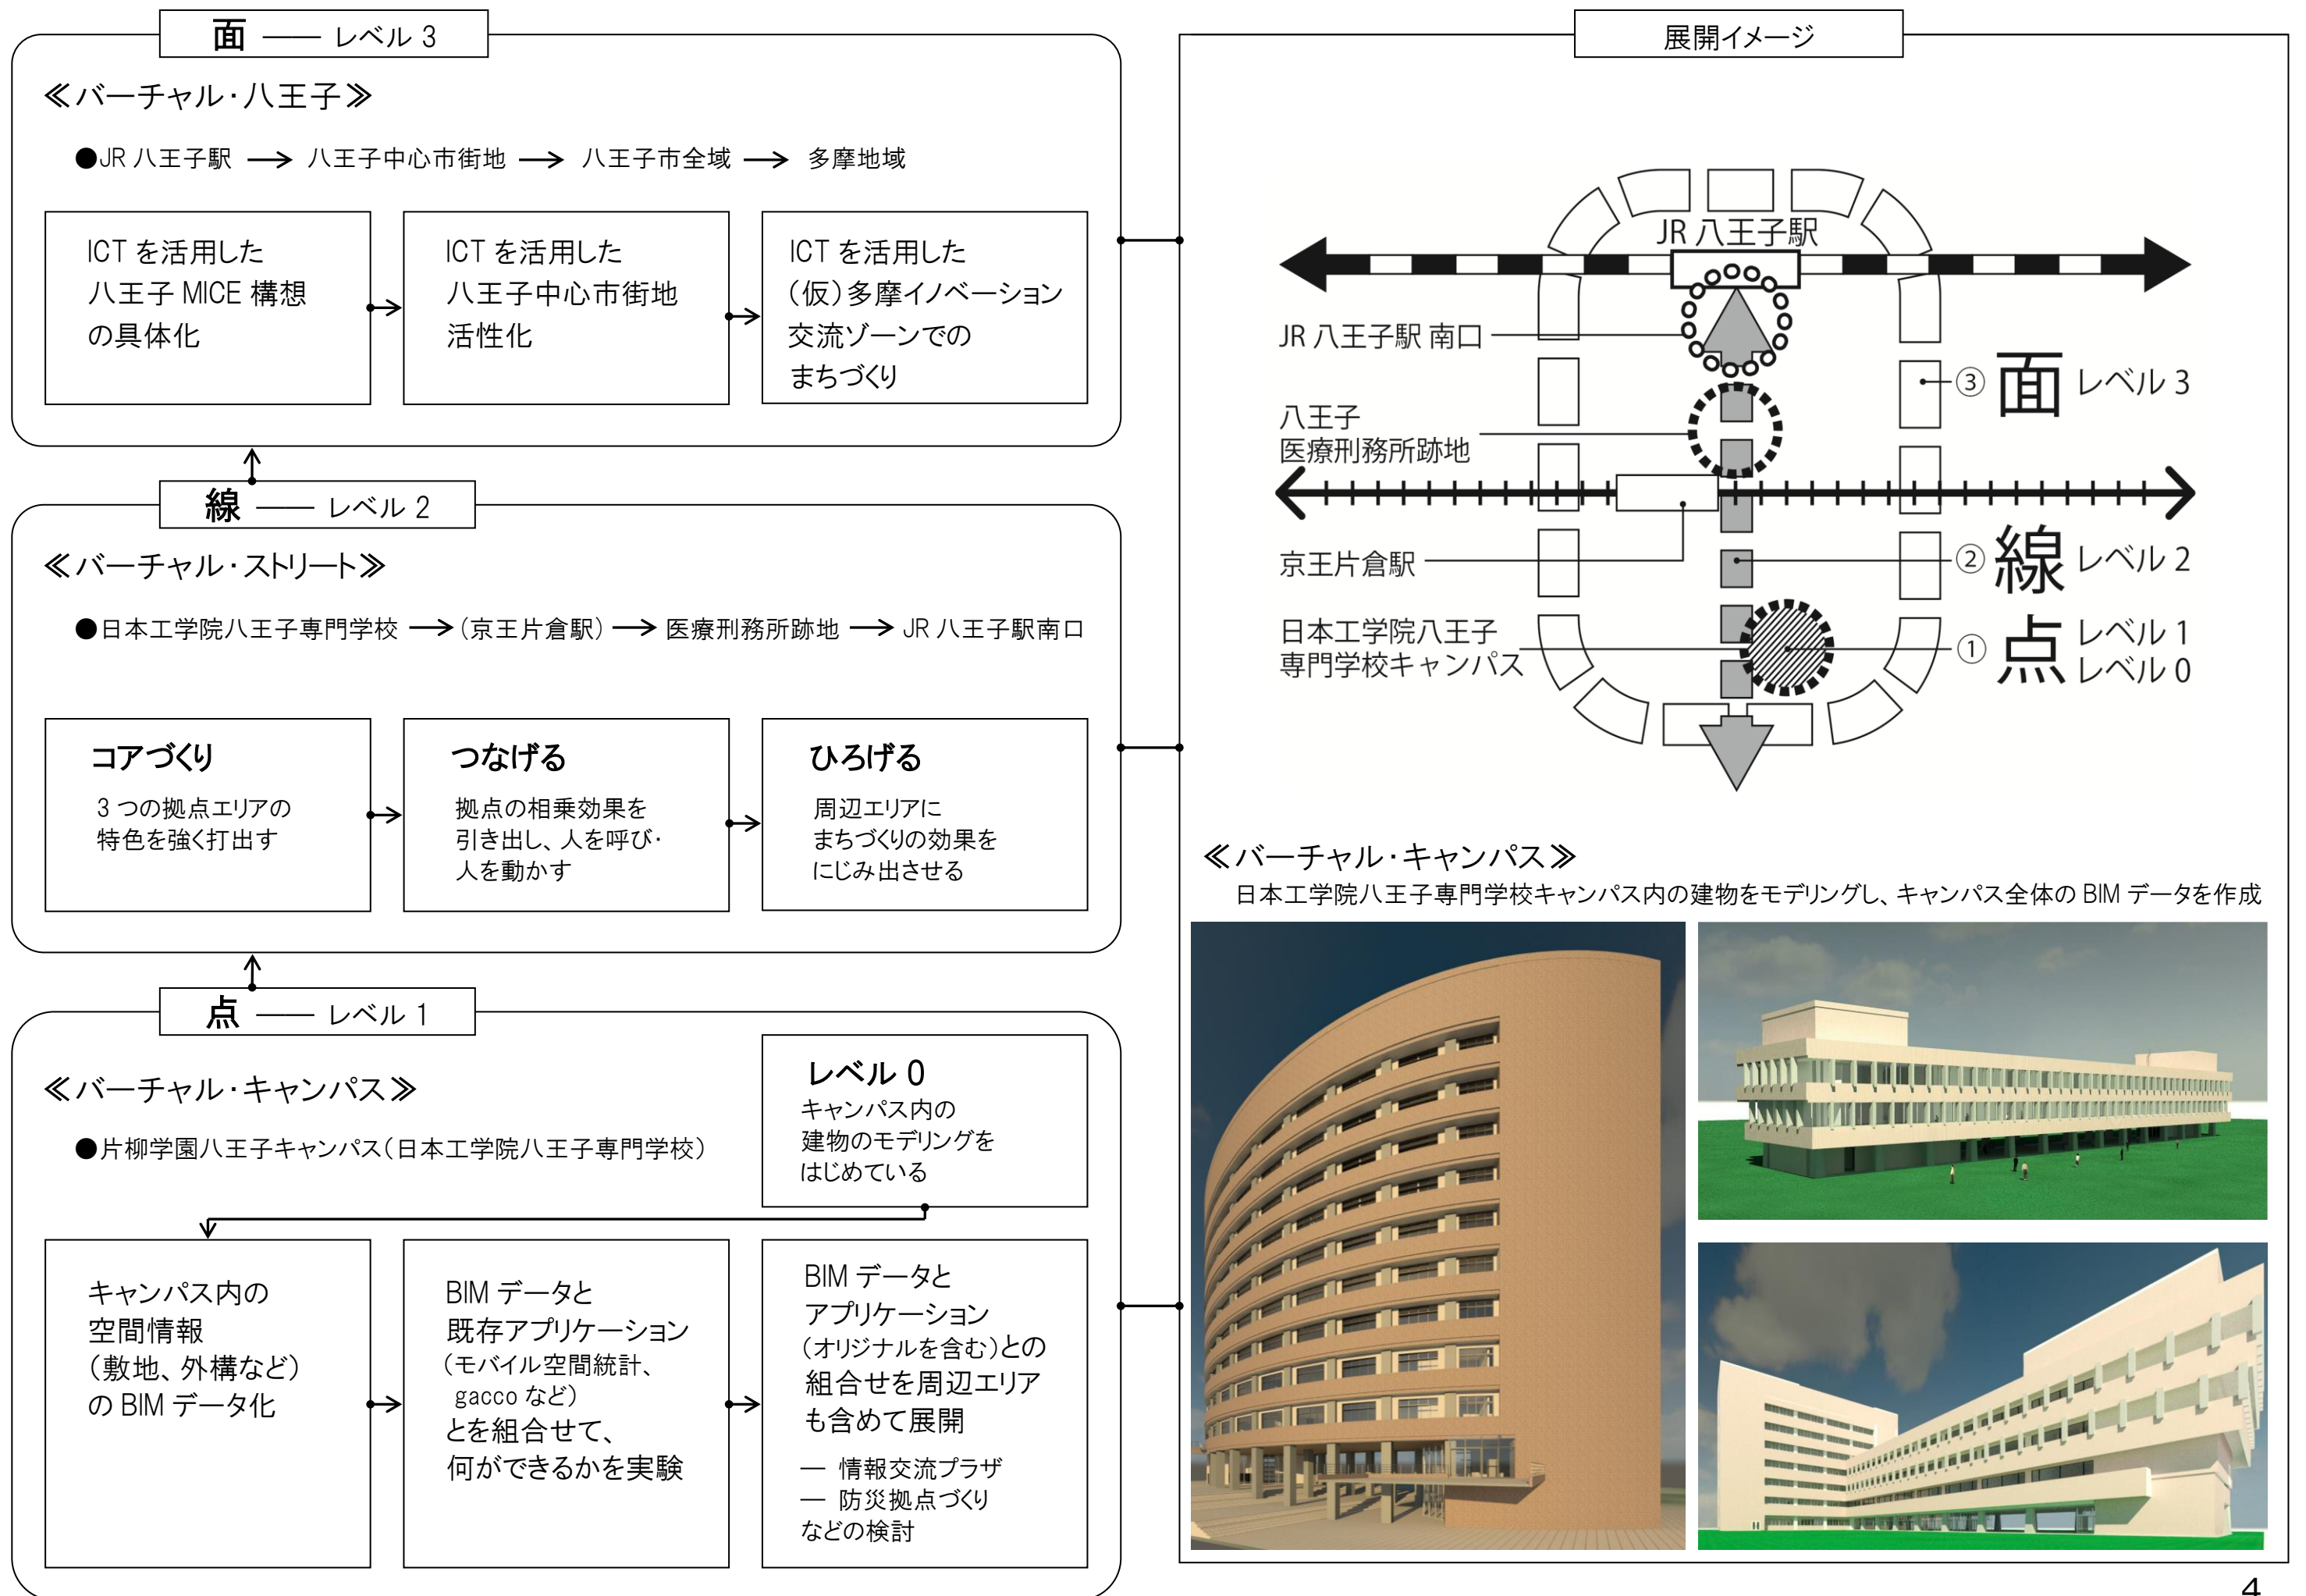 面 —— レベル 3
≪バーチャル・八王子≫
●JR 八王子駅 → 八王子中心市街地 → 八王子市全域 → 多摩地域
ICT を活用した
八王子 MICE 構想
の具体化
ICT を活用した
八王子中心市街地
活性化
ICT を活用した
(仮)多摩イノベーション
交流ゾーンでの
まちづくり
線 —— レベル 2
≪バーチャル・ストリート≫
●日本工学院八王子専門学校 → (京王片倉駅) → 医療刑務所跡地 → JR 八王子駅南口
コアづくり
3 つの拠点エリアの
特色を強く打出す
つなげる
拠点の相乗効果を
引き出し、人を呼び・
人を動かす
ひろげる
周辺エリアに
まちづくりの効果を
にじみ出させる
点 —— レベル 1
≪バーチャル・キャンパス≫
●片柳学園八王子キャンパス(日本工学院八王子専門学校)
レベル 0
キャンパス内の
建物のモデリングを
はじめている
キャンパス内の
空間情報
(敷地、外構など)
の BIM データ化
BIM データと
既存アプリケーション
(モバイル空間統計、
gacco など)
とを組合せて、
何ができるかを実験
BIM データと
アプリケーション
(オリジナルを含む)との
組合せを周辺エリア
も含めて展開
― 情報交流プラザ
― 防災拠点づくり
などの検討
展開イメージ
JR 八王子駅
JR 八王子駅 南口
八王子
医療刑務所跡地
京王片倉駅
日本工学院八王子
専門学校キャンパス
③ 面 レベル 3
② 線 レベル 2
① 点 レベル 1
レベル 0
≪バーチャル・キャンパス≫
日本工学院八王子専門学校キャンパス内の建物をモデリングし、キャンパス全体の BIM データを作成
4